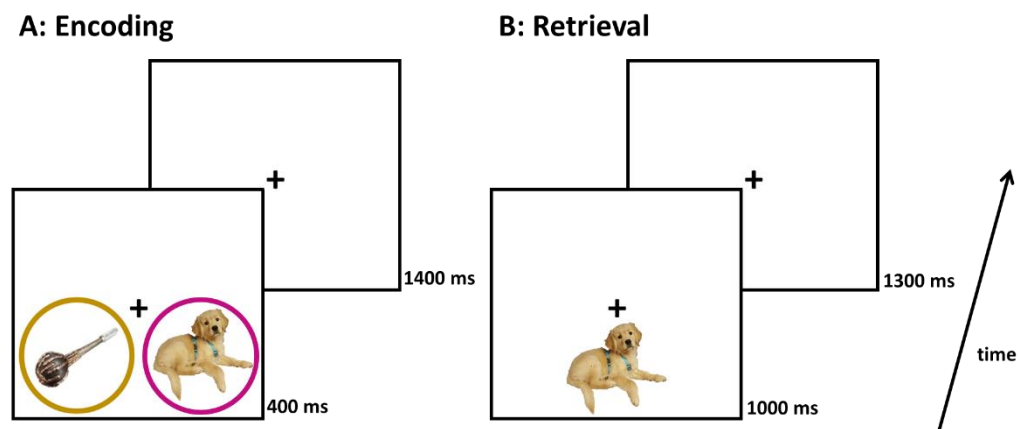 A: Encoding
B: Retrieval
+
+
1400 ms
1300 ms
+
+
time
400 ms
1000 ms